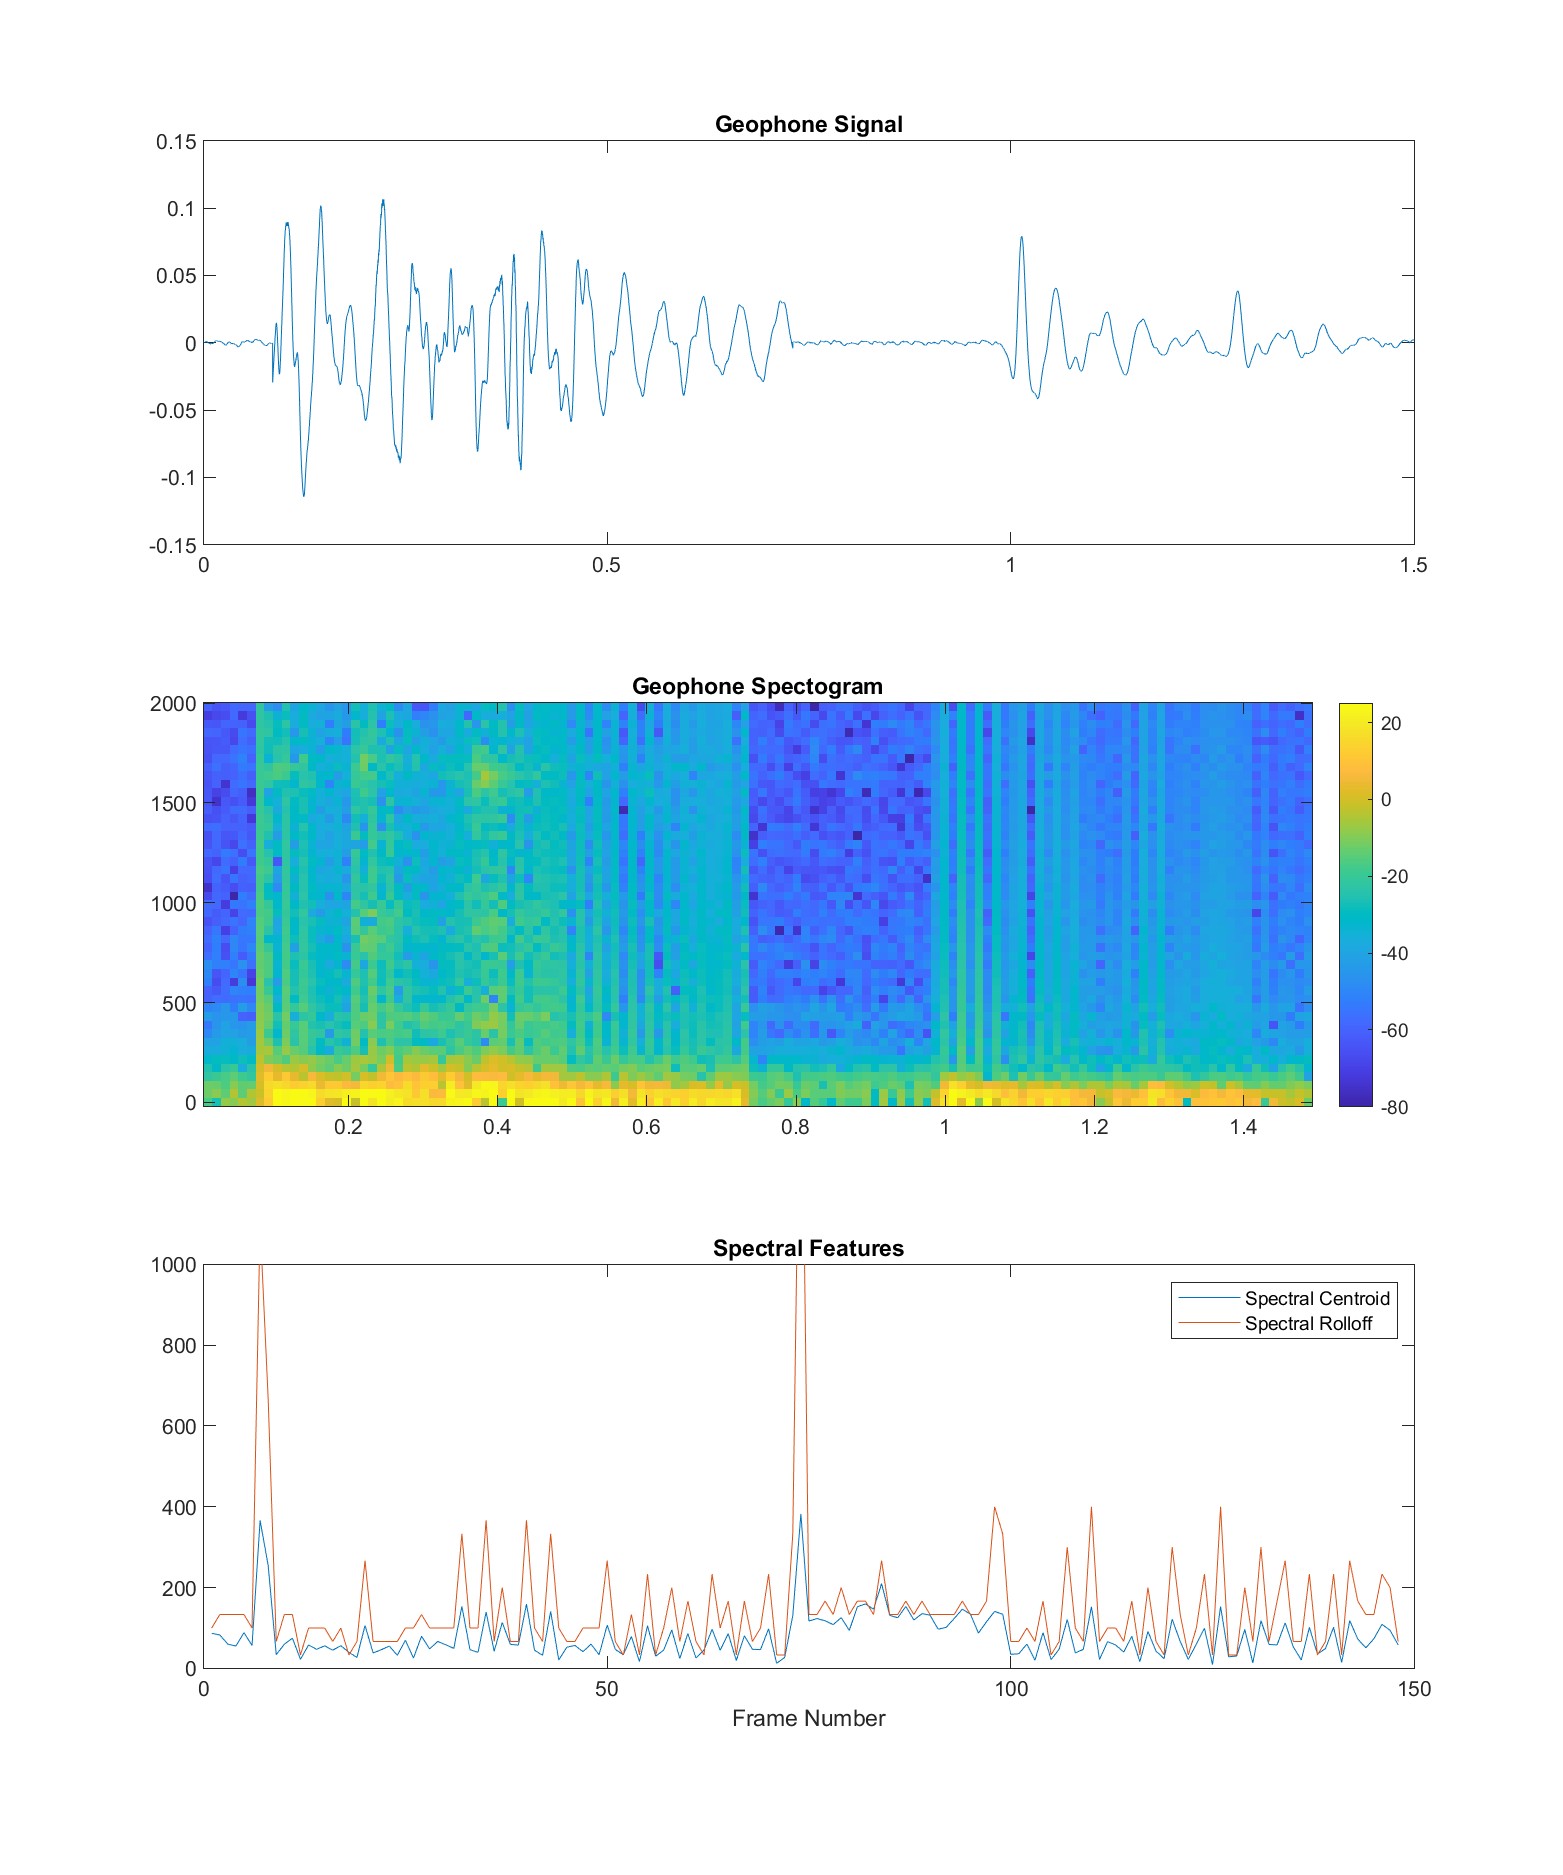 Geophone Signal
0.15
0.1
0.05
0
-0.05
-0.1
-0.15
0 0.5 1 1.5
Geophone Spectogram
2000
1500
1000
500
0
20
0
-20
-40
-60
-80
0.2 0.4 0.6 0.8 1 1.2 1.4
Spectral Features
1000
800
600
400
200
0
Spectral Centroid
Spectral Rolloff
0 50 100 150
Frame Number